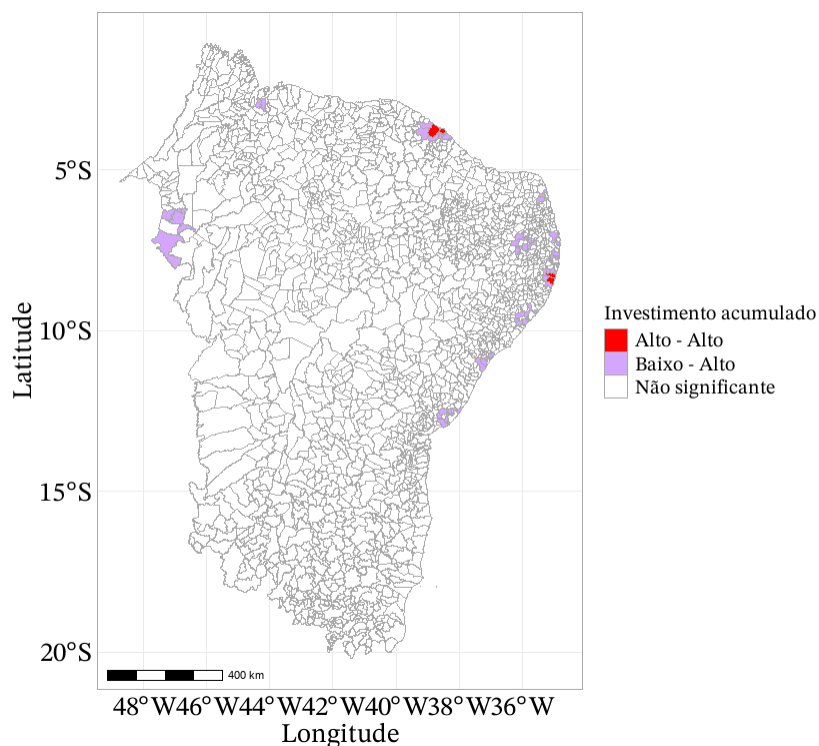 5°S
10°S
15°S
20°S
Latitude
400 km
48°W46°W44°W42°W40°W38°W36°W
Longitude
Investimento acumulado
Alto - Alto
Baixo - Alto
Não significante